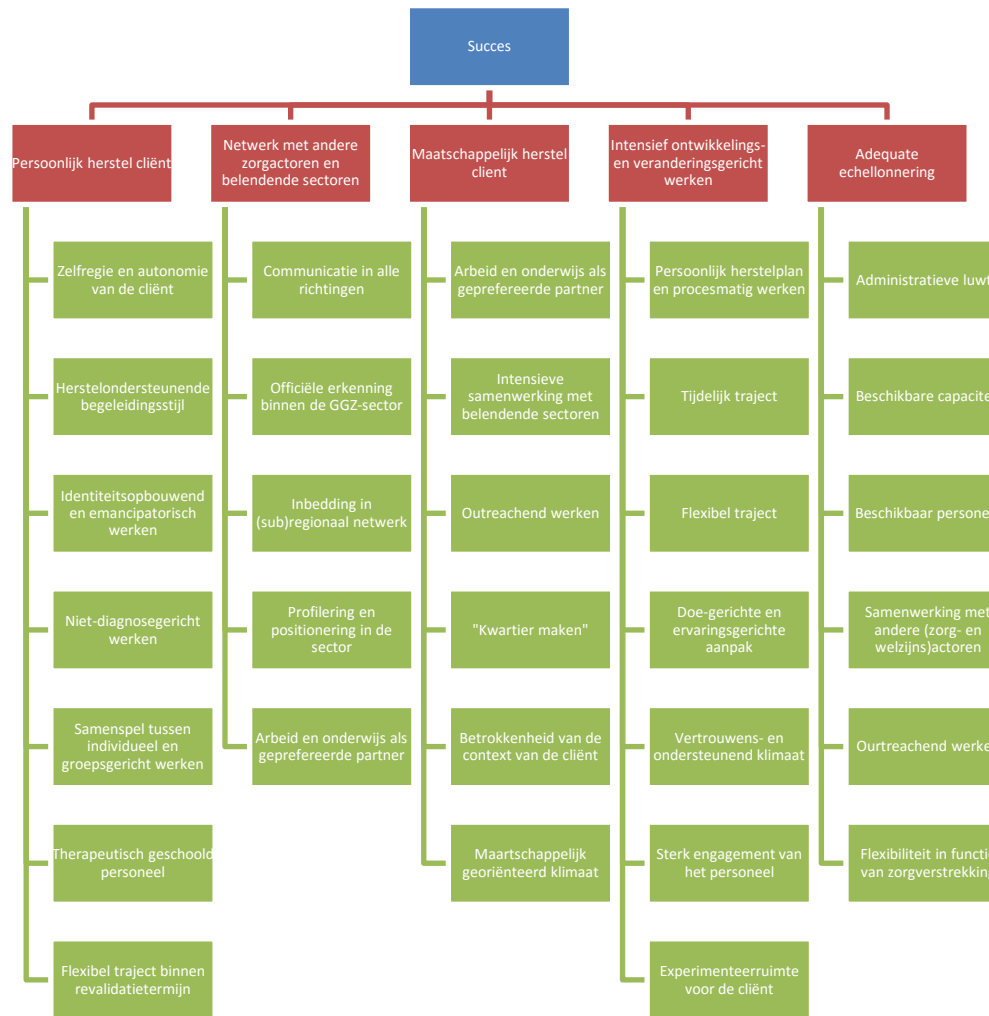 Succes
Persoonlijk herstel cliënt
Zelfregie en autonomie
van de cliënt
Herstelondersteunende
begeleidingsstijl
Identiteitsopbouwend
en emancipatorisch
werken
Niet-diagnosegericht
werken
Samenspel tussen
individueel en
groepsgericht werken
Therapeutisch geschoold
personeel
Flexibel traject binnen
revalidatietermijn
Netwerk met andere
zorgactoren en
belendende sectoren
Communicatie in alle
richtingen
Officiële erkenning
binnen de GGZ-sector
Inbedding in
(sub)regionaal netwerk
Profilering en
positionering in de
sector
Arbeid en onderwijs als
geprefereerde partner
Maatschappelijk herstel
client
Arbeid en onderwijs als
geprefereerde partner
Intensieve
samenwerking met
belendende sectoren
Outreachend werken
"Kwartier maken"
Betrokkenheid van de
context van de cliënt
Maartschappelijk
georiënteerd klimaat
Intensief ontwikkelings-
en veranderingsgericht
werken
Persoonlijk herstelplan
en procesmatig werken
Tijdelijk traject
Flexibel traject
Doe-gerichte en
ervaringsgerichte
aanpak
Vertrouwens- en
ondersteunend klimaat
Sterk engagement van
het personeel
Experimenteerruimte
voor de cliënt
Adequate
echellonnering
Administratieve luwt
Beschikbare capacite
Beschikbaar persone
Samenwerking met
andere (zorg- en
welzijns)actoren
Ourtreachend werke
Flexibiliteit in functi
van zorgverstrekking